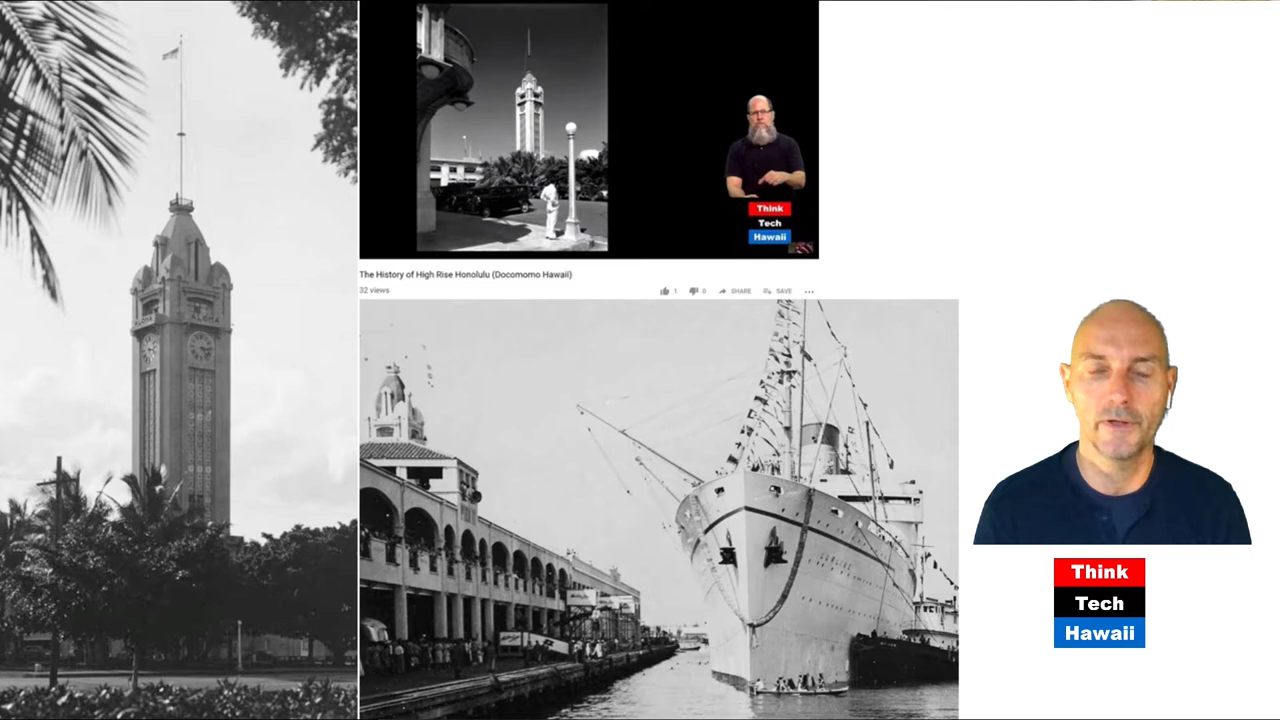 ALOHA
Think
Tech
Hawaii
The History of High Rise Honolulu (Docomomo Hawaii)
32 views
1
0
SHARE
SAVE
...
Think
Tech
Hawaii